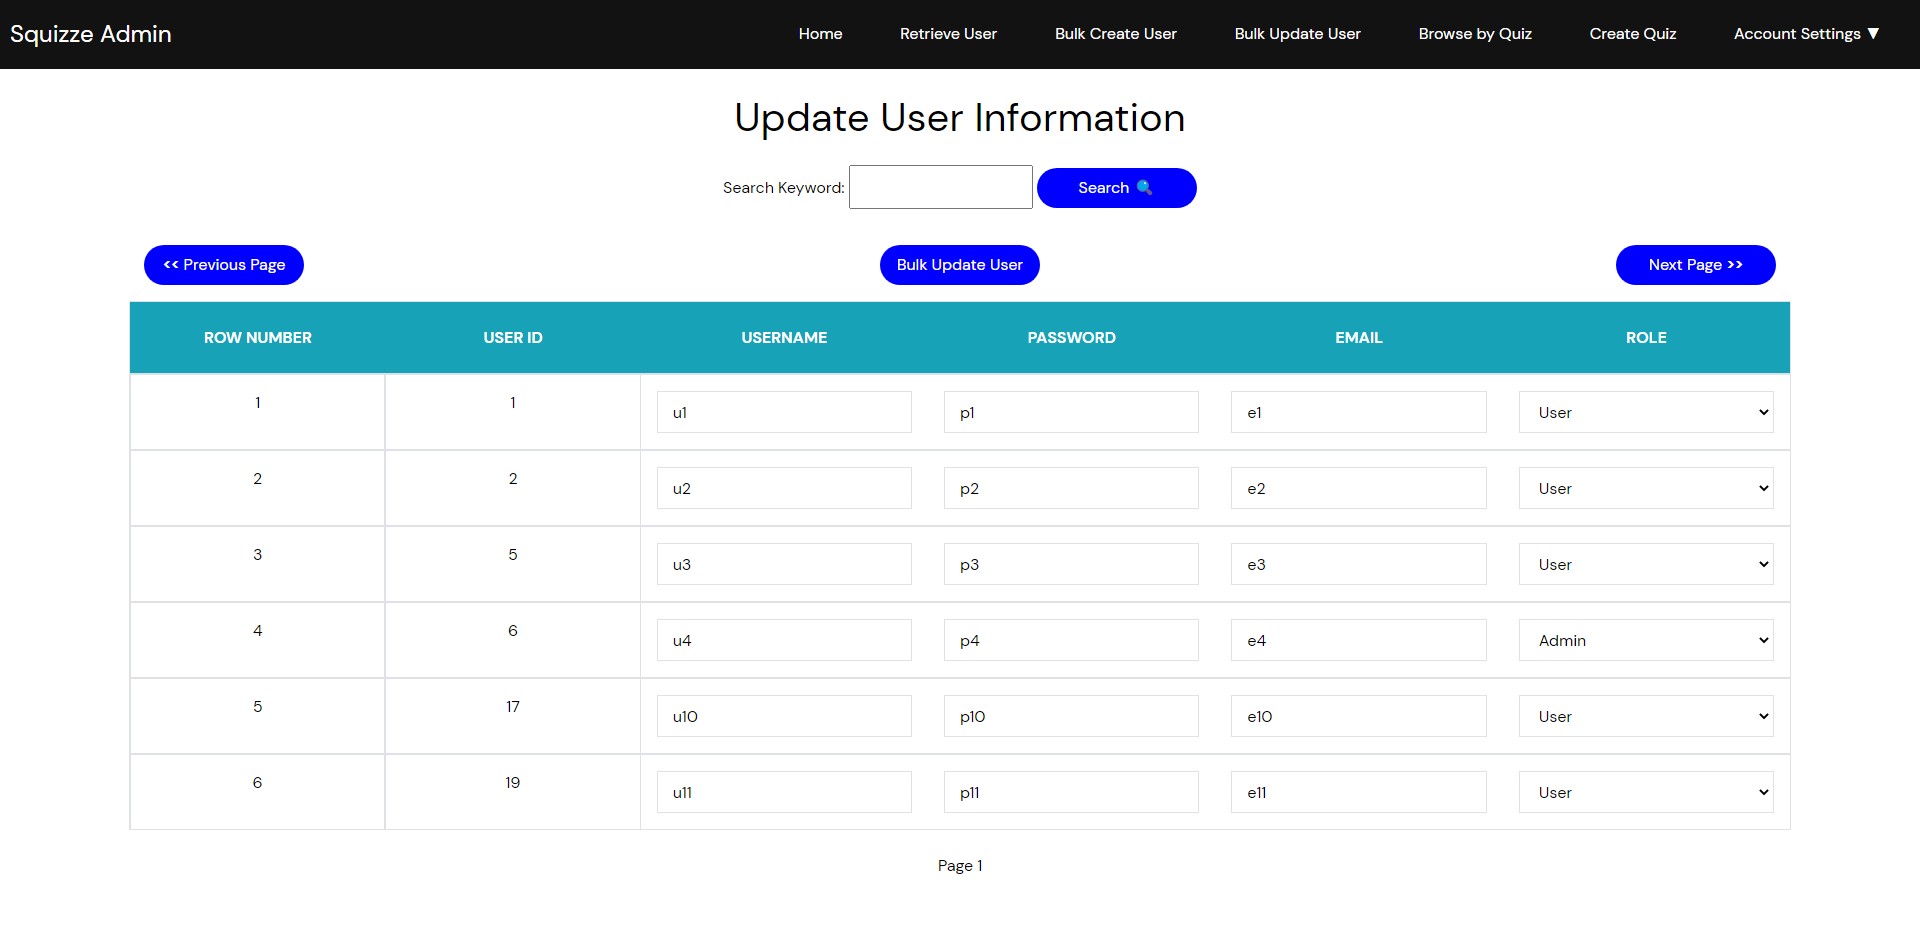 Squizze Admin Home Retrieve User Bulk Create User Bulk Update User Browse by Quiz Create Quiz Account Settings ▼
Update User Information
Search Keyword: Search 🔍
<< Previous Page Bulk Update User Next Page >>
ROW NUMBER USER ID USERNAME PASSWORD EMAIL ROLE
1 1 u1 p1 e1 User
2 2 u2 p2 e2 User
3 5 u3 p3 e3 User
4 6 u4 p4 e4 Admin
5 17 u10 p10 e10 User
6 19 u11 p11 e11 User
Page 1